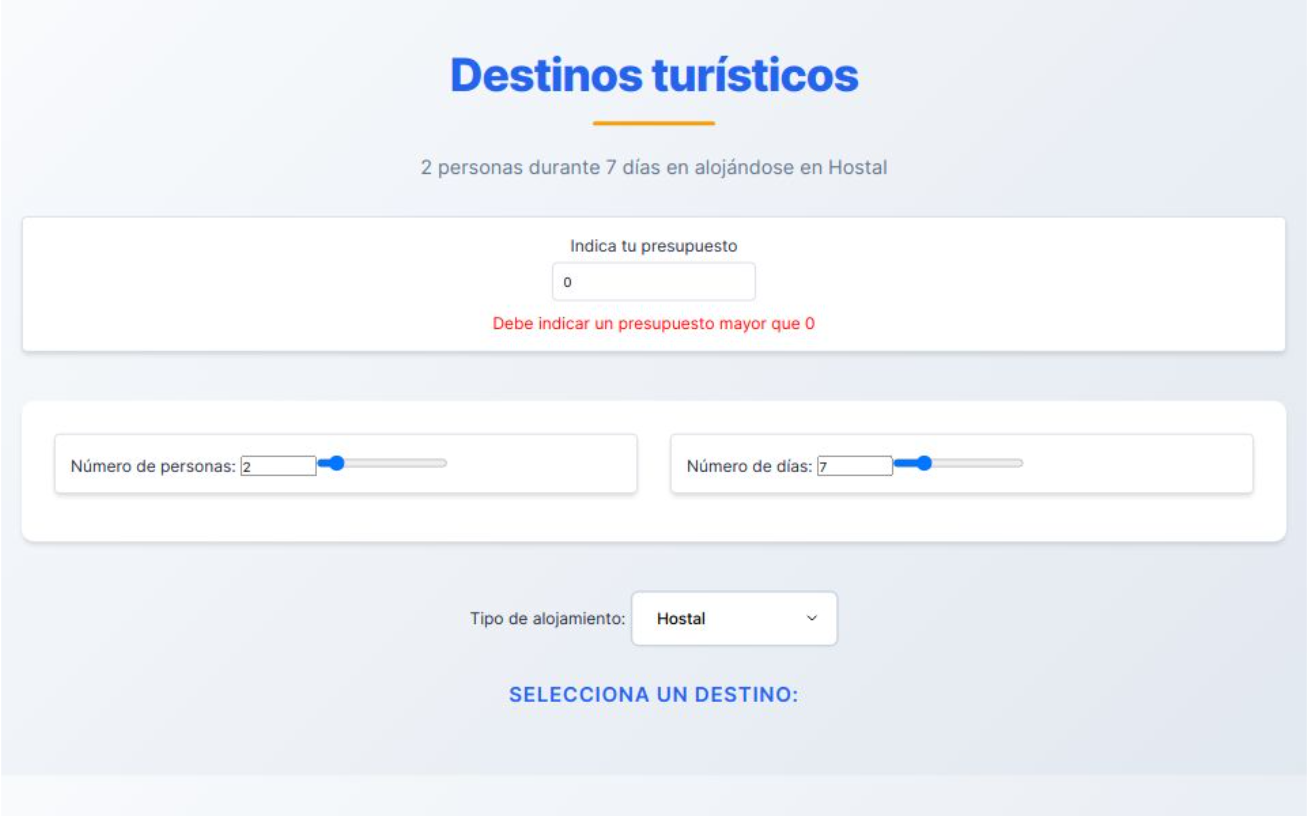 Destinos turísticos
2 personas durante 7 días en alojándose en Hostal
Indica tu presupuesto
0
Debe indicar un presupuesto mayor que 0
Número de personas: 2
Número de días: 7
Tipo de alojamiento: Hostal
SELECCIONA UN DESTINO: